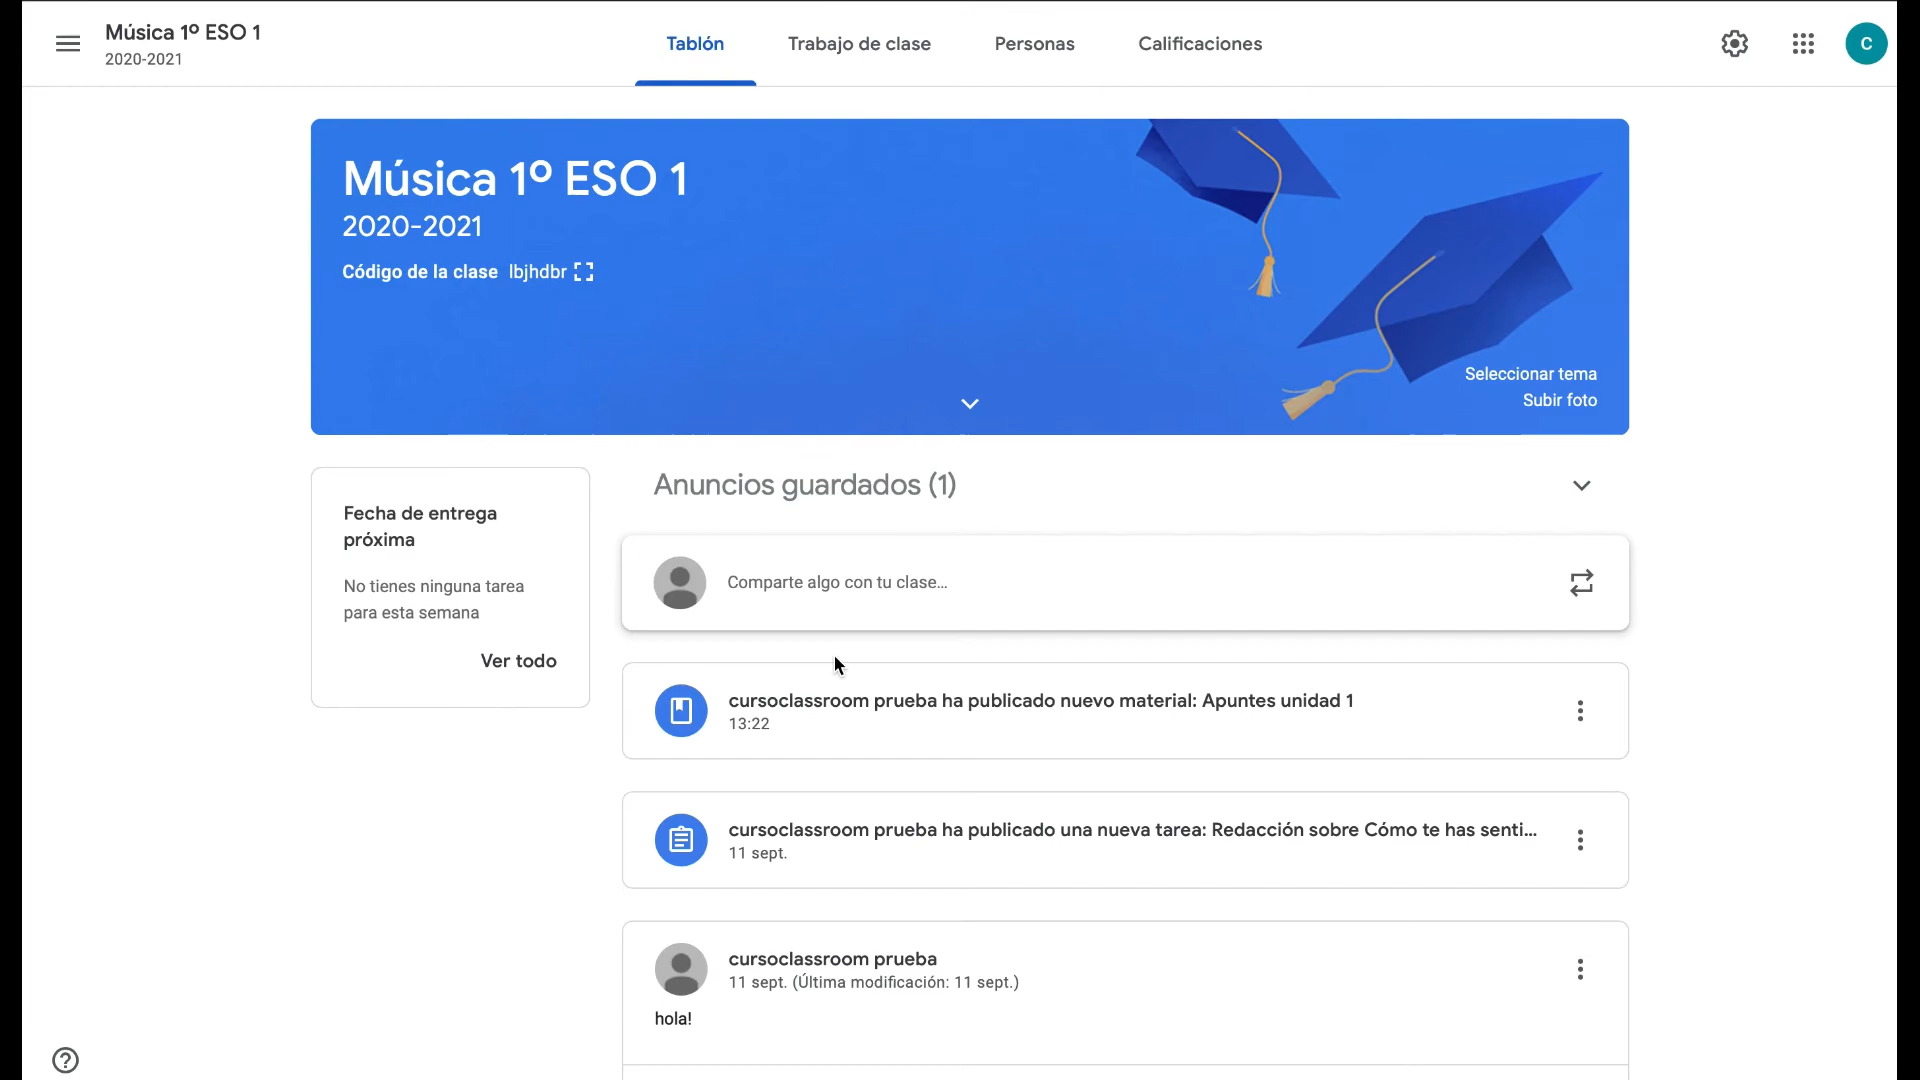 Música 1º ESO 1
2020-2021
Tablón
Trabajo de clase
Personas
Calificaciones
C
Música 1º ESO 1
2020-2021
Código de la clase lbjhdbr
Seleccionar tema
Subir foto
Fecha de entrega
próxima
No tienes ninguna tarea
para esta semana
Ver todo
Anuncios guardados (1)
Comparte algo con tu clase...
cursoclassroom prueba ha publicado nuevo material: Apuntes unidad 1
13:22
cursoclassroom prueba ha publicado una nueva tarea: Redacción sobre Cómo te has senti...
11 sept.
cursoclassroom prueba
11 sept. (Última modificación: 11 sept.)
hola!